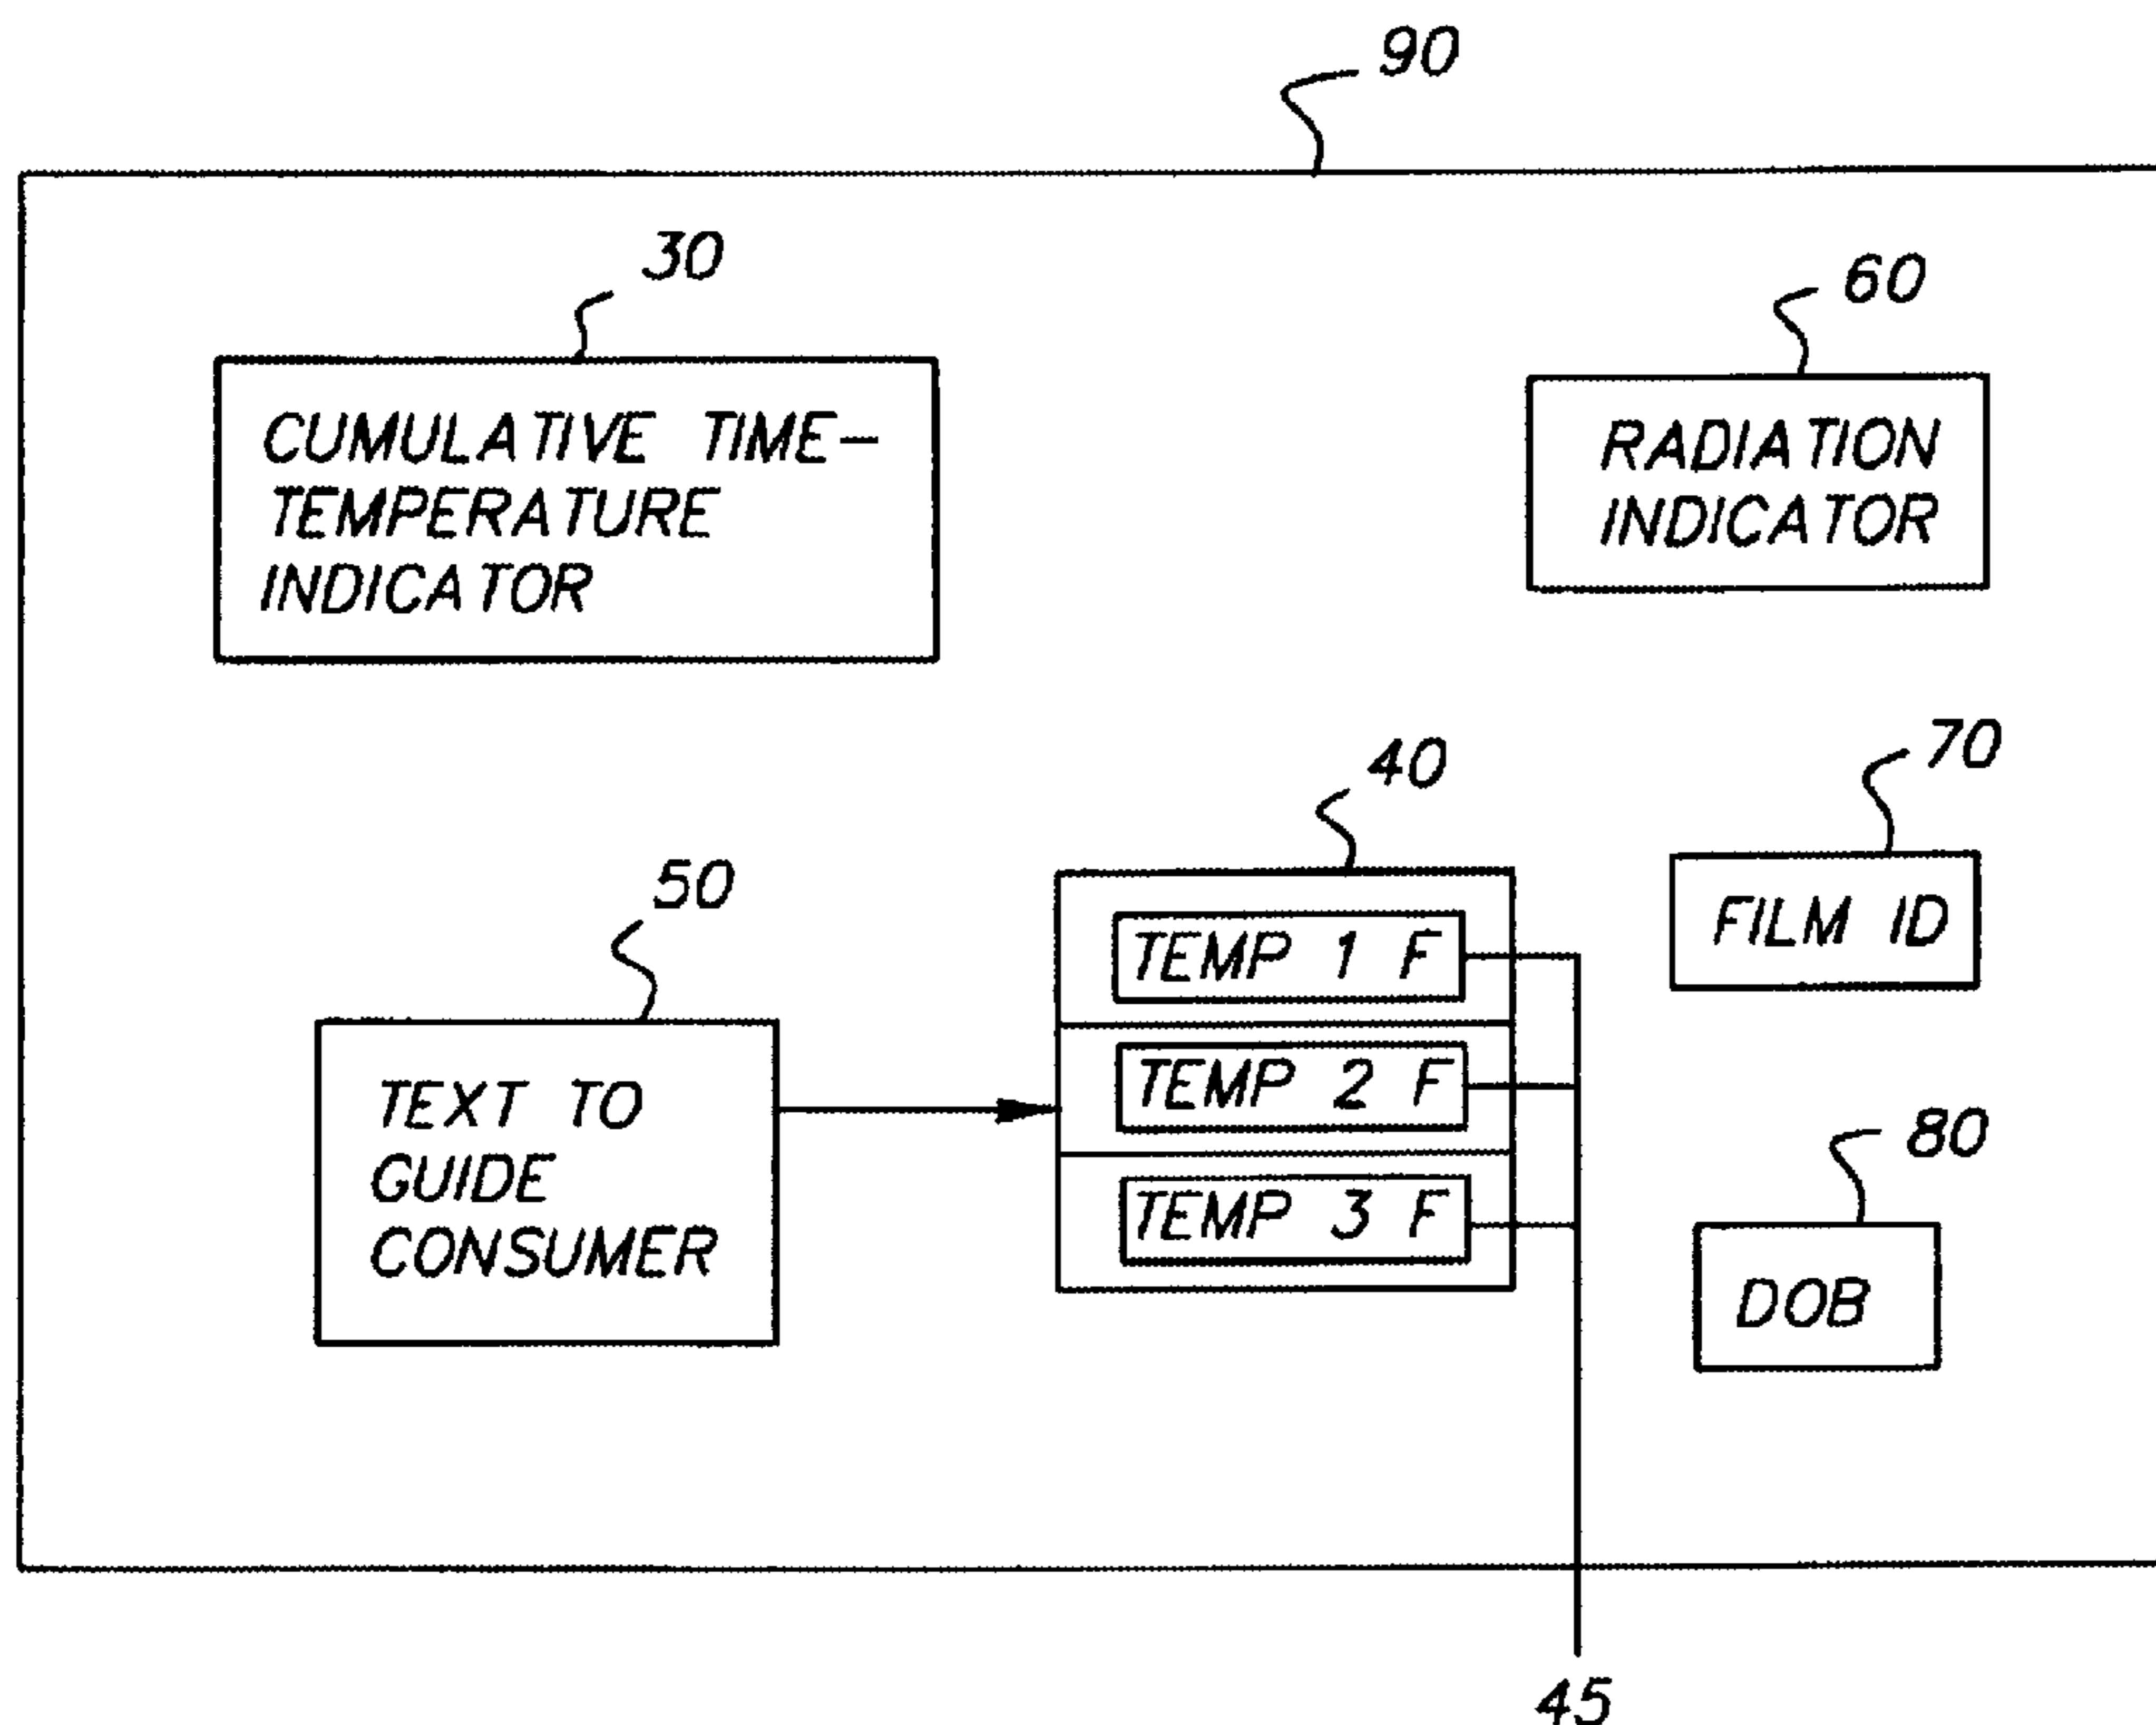 90
30
CUMULATIVE TIME-
TEMPERATURE
INDICATOR
60
RADIATION
INDICATOR
50
TEXT TO
GUIDE
CONSUMER
40
TEMP 1 F
TEMP 2 F
TEMP 3 F
70
FILM ID
80
DOB
45